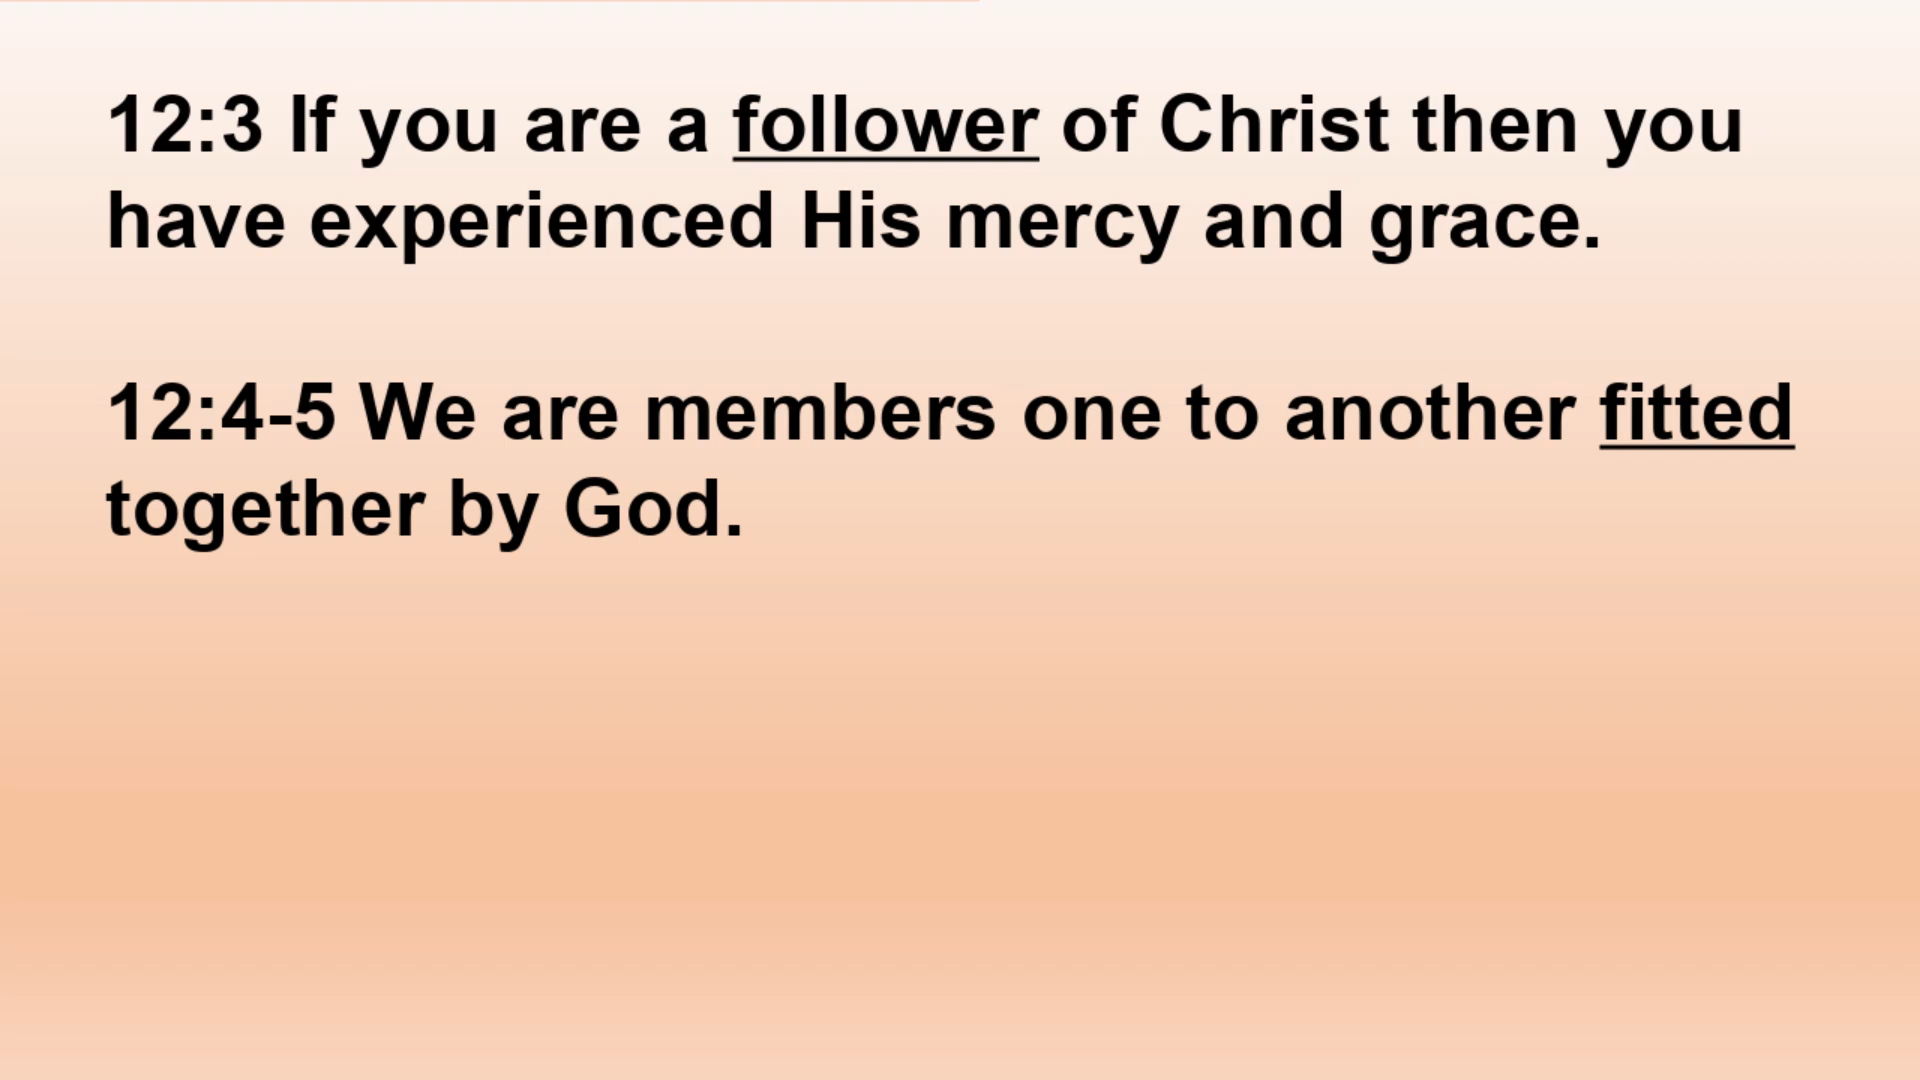 12:3 If you are a follower of Christ then you
have experienced His mercy and grace.
12:4-5 We are members one to another fitted
together by God.